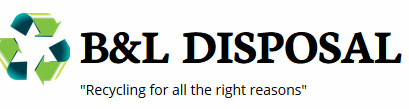 B&L DISPOSAL
"Recycling for all the right reasons"